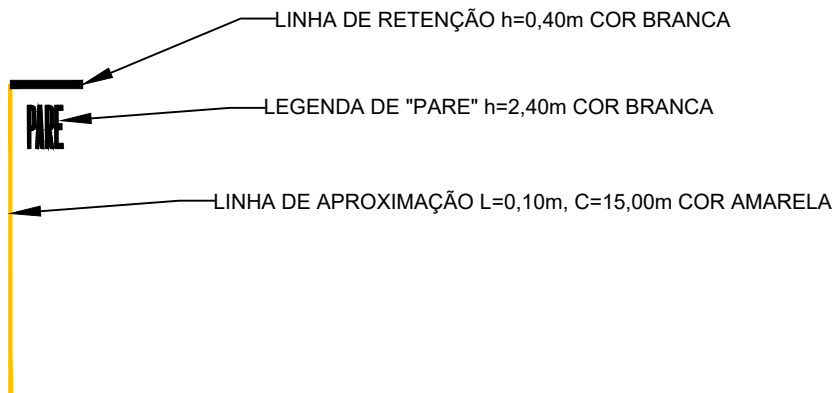 LINHA DE RETENÇÃO h=0,40m COR BRANCA
LEGENDA DE "PARE" h=2,40m COR BRANCA
PARE
LINHA DE APROXIMAÇÃO L=0,10m, C=15,00m COR AMARELA